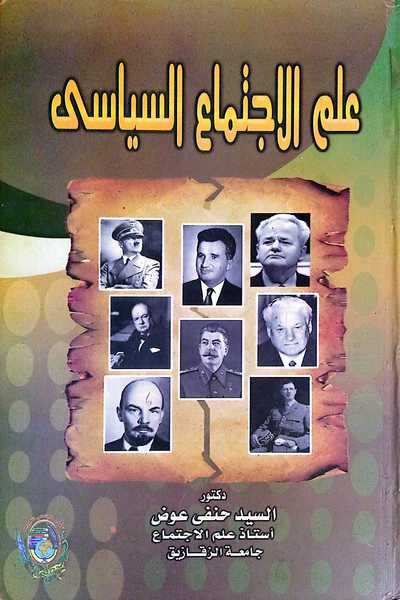 علم الاجتماع السياسى
دكتور
السيد حنفى عوض
أستاذ علم الاجتماع
جامعة الزقازيق